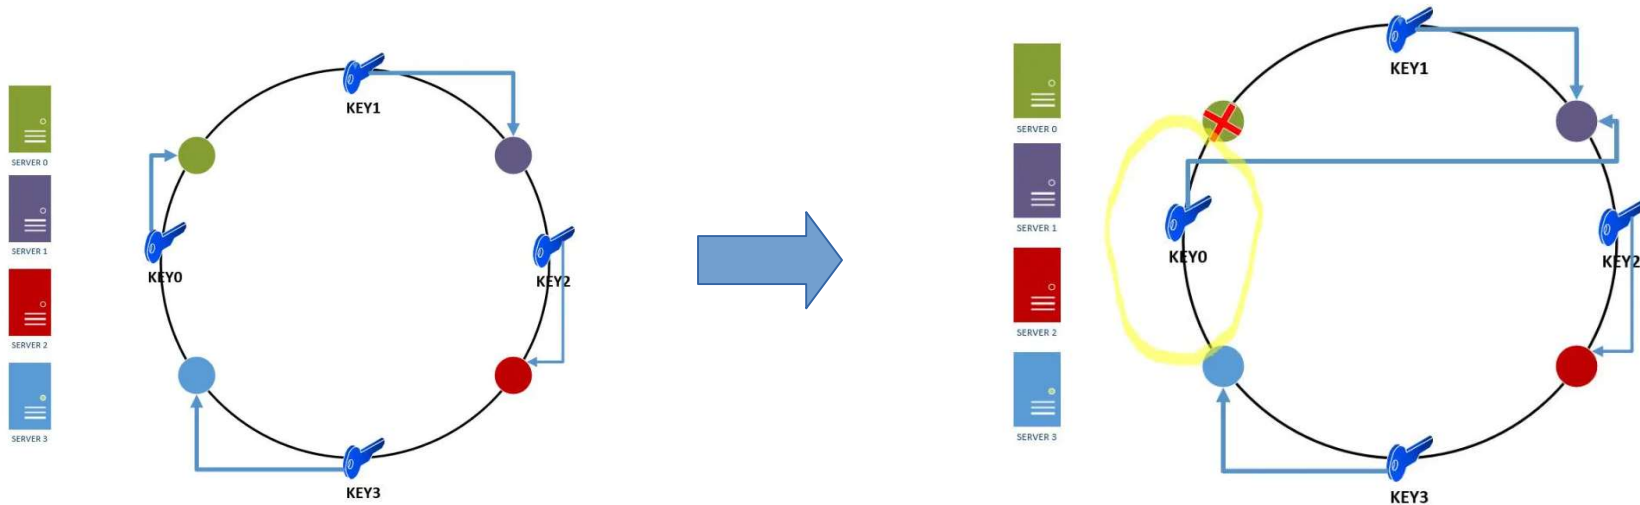 KEY1
SERVER 0
SERVER 1
KEY0
KEY2
SERVER 2
SERVER 3
KEY3
KEY1
SERVER 0
SERVER 1
KEY0
KEY2
SERVER 2
SERVER 3
KEY3